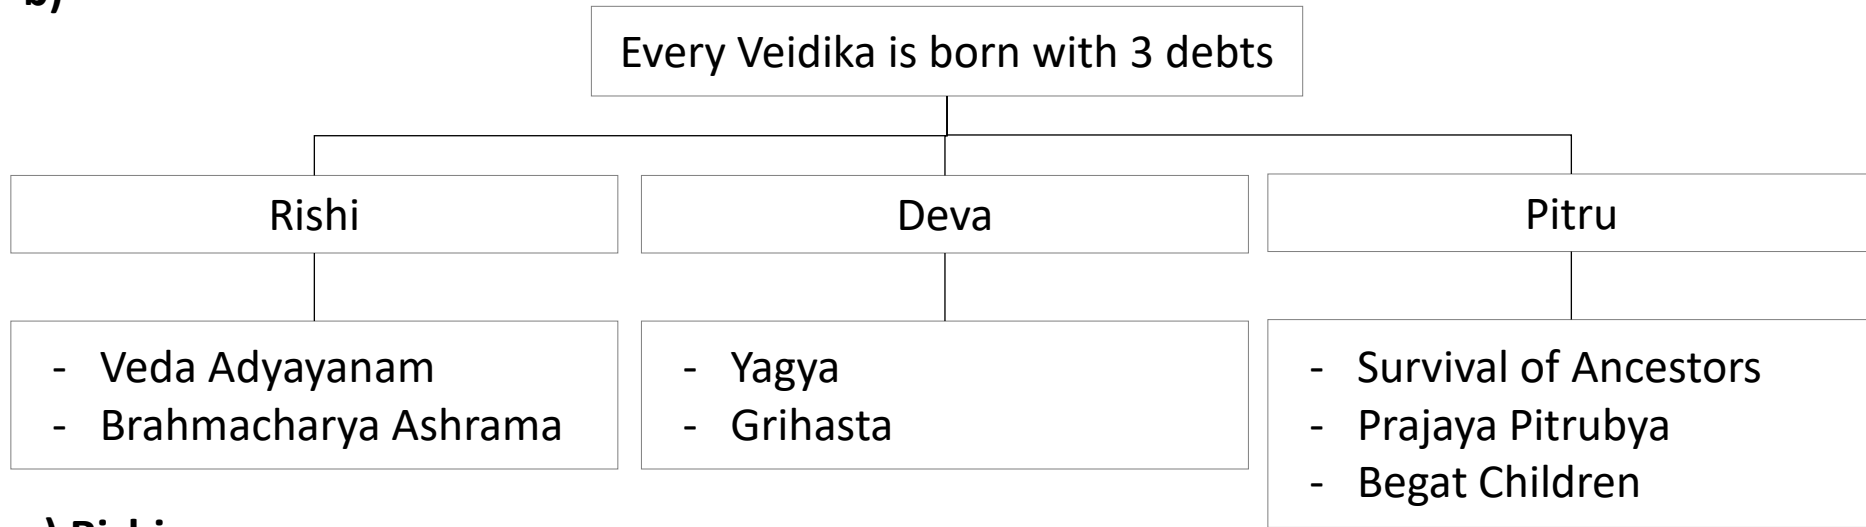 b)
Every Veidika is born with 3 debts
Rishi
Deva
Pitru
- Veda Adyayanam
- Brahmacharya Ashrama
- Yagya
- Grihasta
- Survival of Ancestors
- Prajaya Pitrubya
- Begat Children
) Rishi